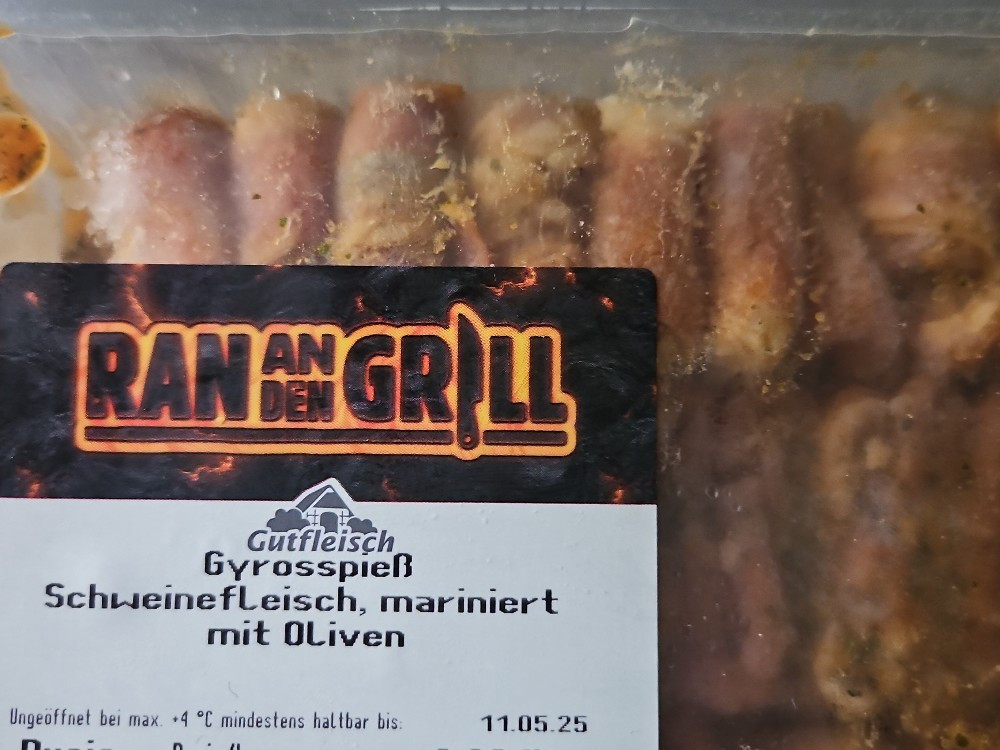 RAN AN DEN GRILL
Gutfleisch
Gyrosspieß
Schweinefleisch, mariniert
mit Oliven
Ungeöffnet bei max. +4 °C mindestens haltbar bis: 11.05.25